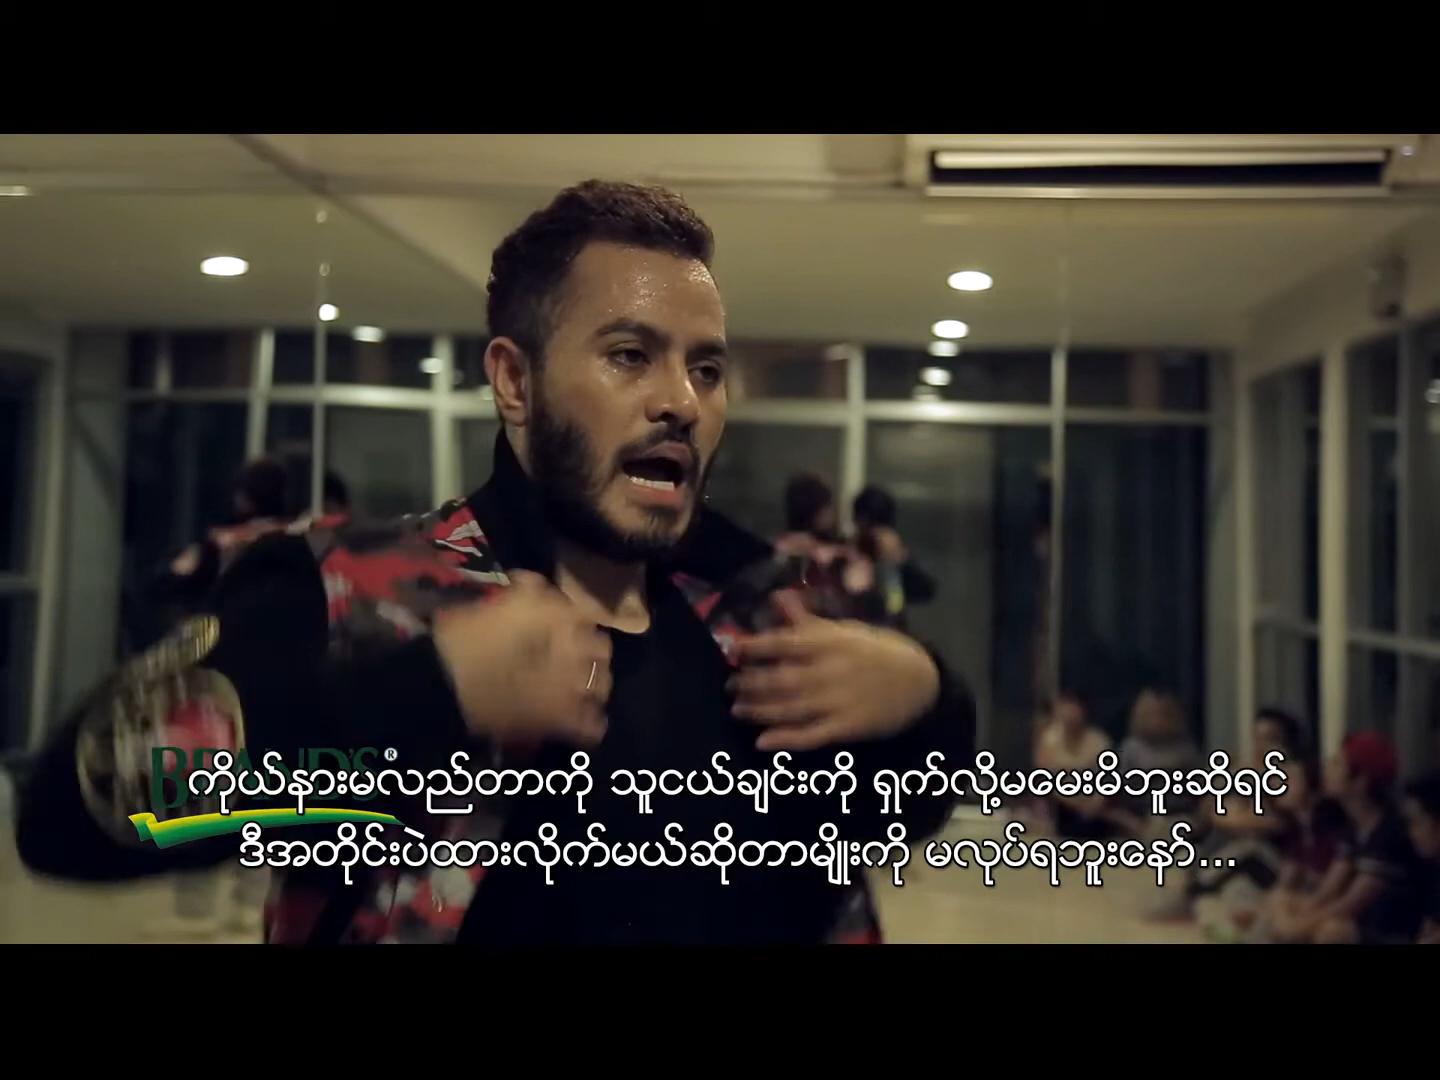 BRAND'S®
ကိုယ်နားမလည်တာကို သူငယ်ချင်းကို ရှက်လို့မမေးမိဘူးဆိုရင်
ဒီအတိုင်းပဲထားလိုက်မယ်ဆိုတာမျိုးကို မလုပ်ရဘူးနော်...